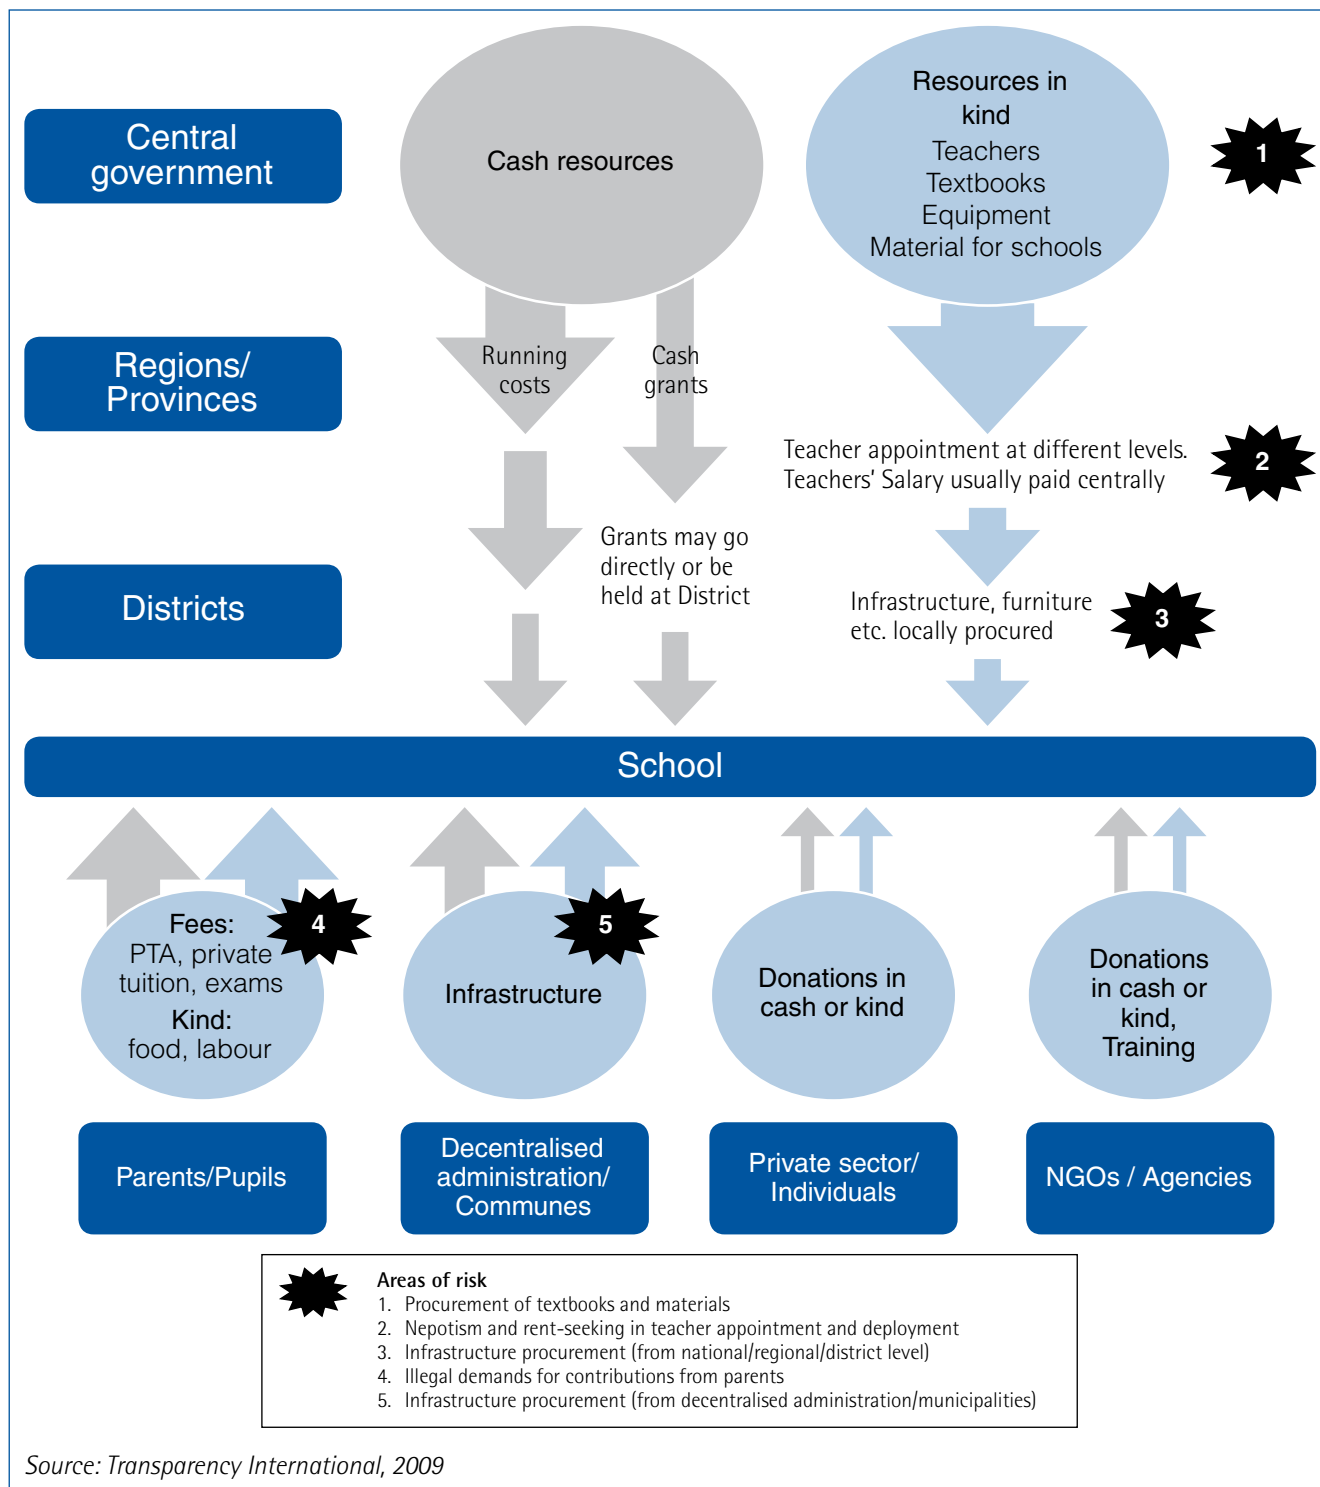 Central
government
Cash resources
Resources in
kind
Teachers
Textbooks
Equipment
Material for schools
1
Regions/
Provinces
Running
costs
Cash
grants
Teacher appointment at different levels.
Teachers' Salary usually paid centrally
2
Districts
Grants may go
directly or be
held at District
Infrastructure, furniture
etc. locally procured
3
School
Fees:
PTA, private
tuition, exams
Kind:
food, labour
4
Infrastructure
5
Donations in
cash or kind
Donations
in cash or
kind,
Training
Parents/Pupils
Decentralised
administration/
Communes
Private sector/
Individuals
NGOs / Agencies
Areas of risk
1. Procurement of textbooks and materials
2. Nepotism and rent-seeking in teacher appointment and deployment
3. Infrastructure procurement (from national/regional/district level)
4. Illegal demands for contributions from parents
5. Infrastructure procurement (from decentralised administration/municipalities)
Source: Transparency International, 2009